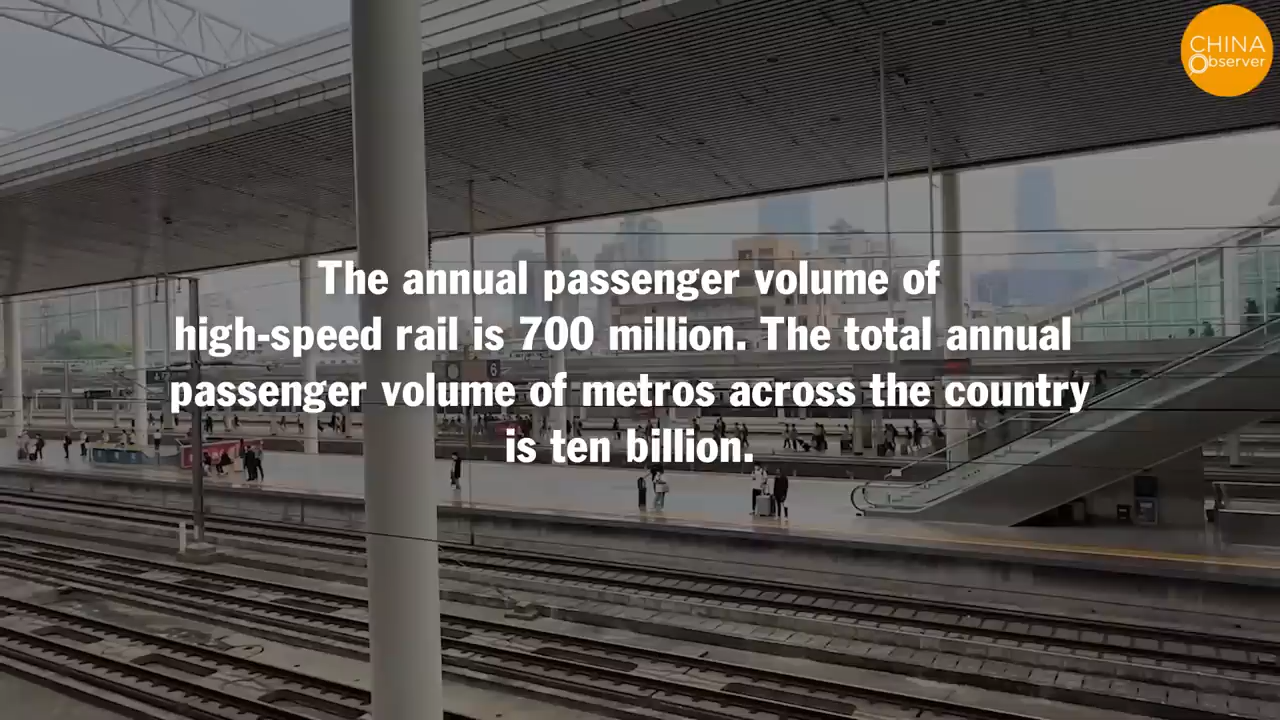 CHINA
Observer
The annual passenger volume of
high-speed rail is 700 million. The total annual
passenger volume of metros across the country
is ten billion.
6